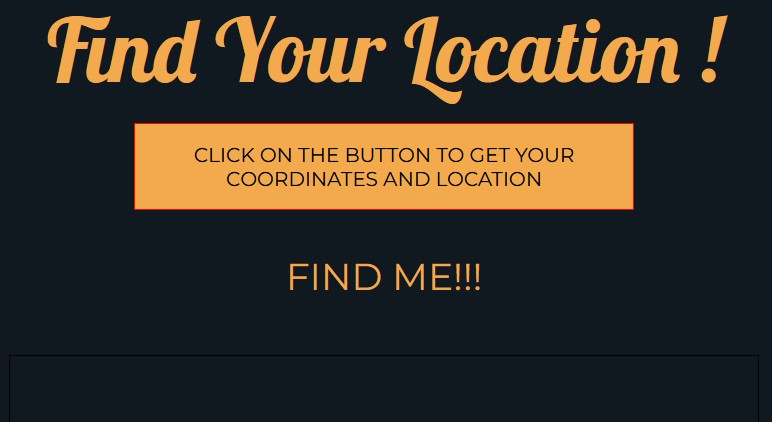 Find Your Location !
CLICK ON THE BUTTON TO GET YOUR
COORDINATES AND LOCATION
FIND ME!!!